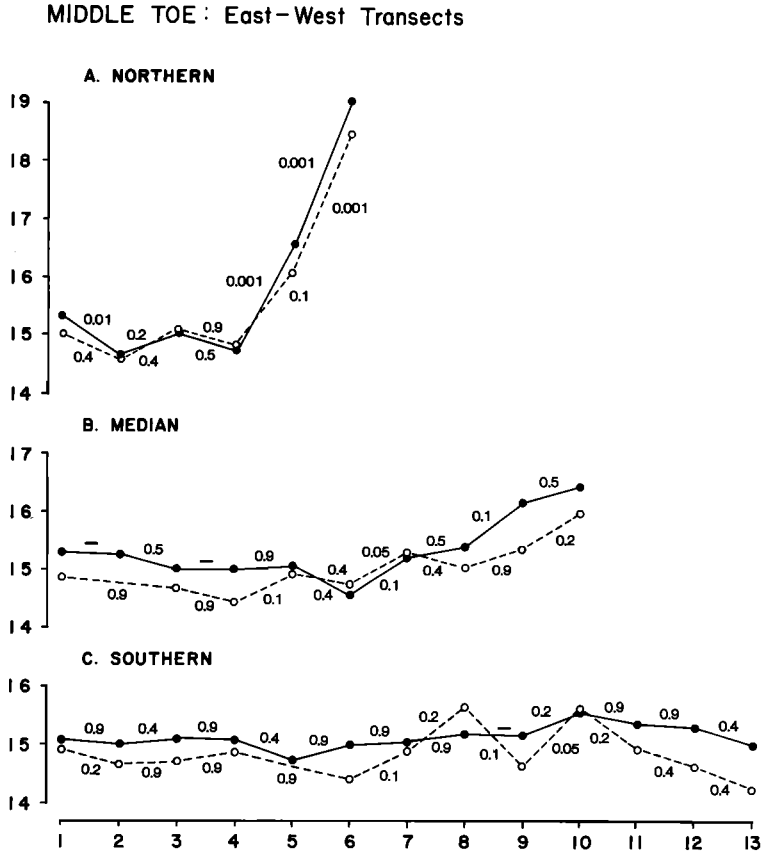 MIDDLE TOE: East-West Transects
A. NORTHERN
19
18
0.001
17
0.001
16
0.001
0.1
0.01
0.2
0.9
15
0.4
0.4
0.5
14
B. MEDIAN
17
0.5
16
0.1
– 0.5 – 0.9 0.4 0.05 0.5 0.2
15
0.9 0.9 0.1 0.4 0.1 0.4 0.9
14
C. SOUTHERN
16
0.9 0.4 0.9 0.4 0.9 0.9 0.2 – 0.2 0.9 0.9 0.4
15
0.2 0.9 0.9 0.9 0.1 0.9 0.1 0.05 0.2 0.4 0.4
14
1 2 3 4 5 6 7 8 9 10 11 12 13